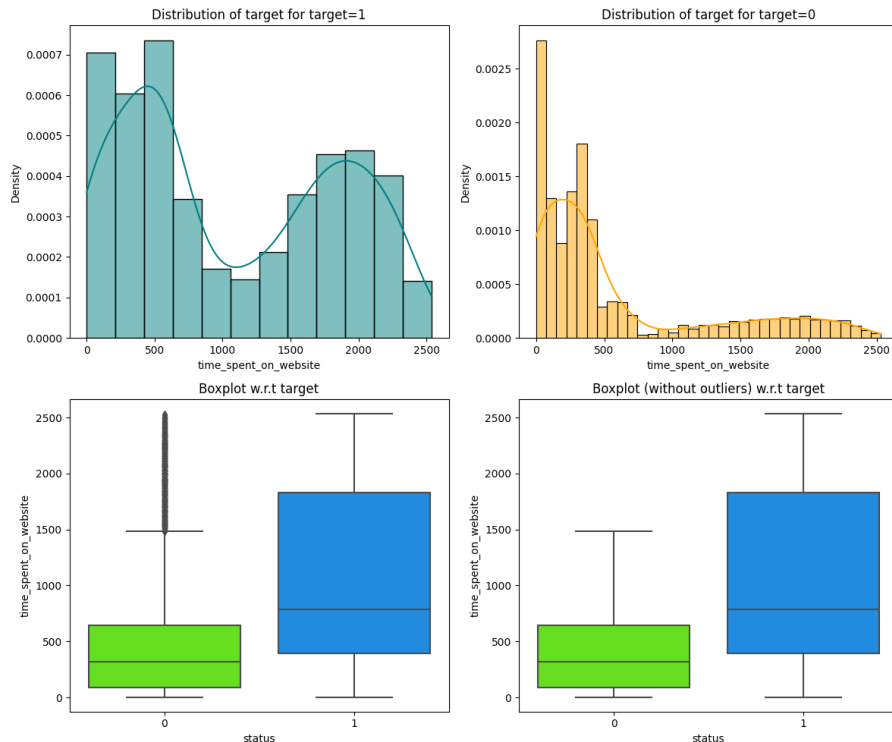 Distribution of target for target=1
Density
0.0007
0.0006
0.0005
0.0004
0.0003
0.0002
0.0001
0.0000
0 500 1000 1500 2000 2500
time_spent_on_website
Distribution of target for target=0
Density
0.0025
0.0020
0.0015
0.0010
0.0005
0.0000
0 500 1000 1500 2000 2500
time_spent_on_website
Boxplot w.r.t target
time_spent_on_website
2500
2000
1500
1000
500
0
0 1
status
Boxplot (without outliers) w.r.t target
time_spent_on_website
2500
2000
1500
1000
500
0
0 1
status